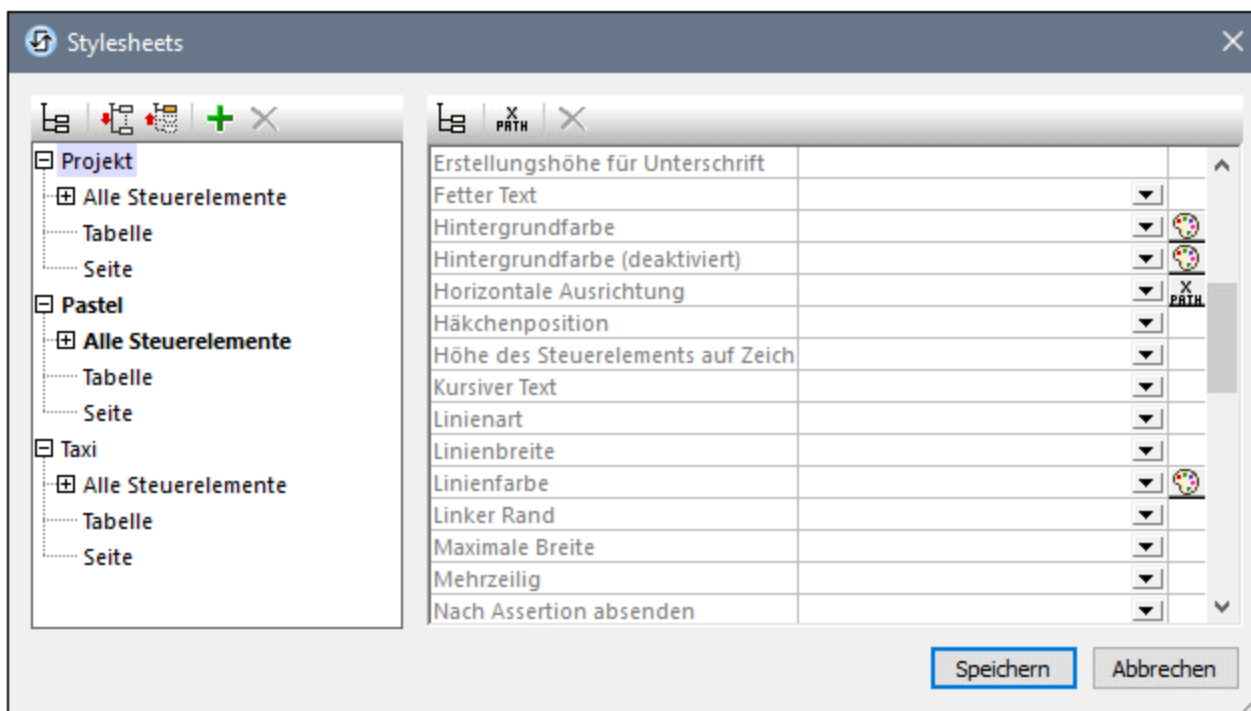 Stylesheets
X
PATH
Projekt
Alle Steuerelemente
Tabelle
Seite
Pastel
Alle Steuerelemente
Tabelle
Seite
Taxi
Alle Steuerelemente
Tabelle
Seite
Erstellungshöhe für Unterschrift
Fetter Text
Hintergrundfarbe
Hintergrundfarbe (deaktiviert)
Horizontale Ausrichtung
X
PATH
Häkchenposition
Höhe des Steuerelements auf Zeich
Kursiver Text
Linienart
Linienbreite
Linienfarbe
Linker Rand
Maximale Breite
Mehrzeilig
Nach Assertion absenden
Speichern
Abbrechen